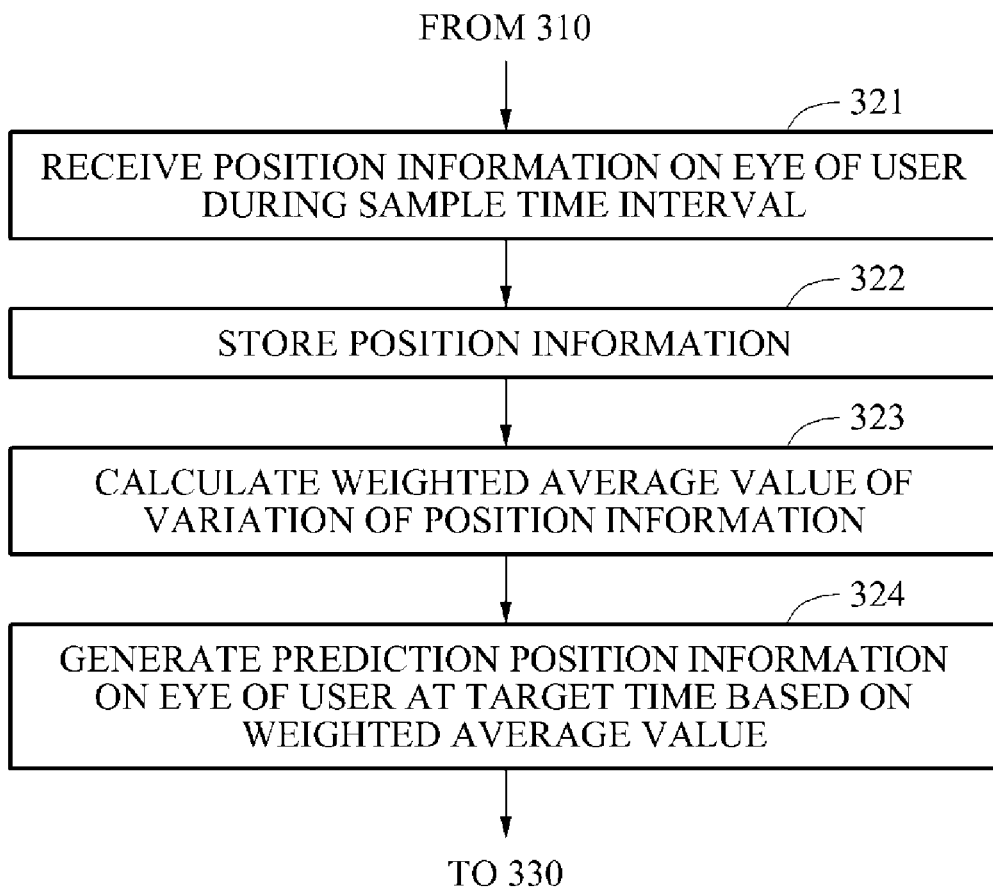 FROM 310
321
RECEIVE POSITION INFORMATION ON EYE OF USER
DURING SAMPLE TIME INTERVAL
322
STORE POSITION INFORMATION
323
CALCULATE WEIGHTED AVERAGE VALUE OF
VARIATION OF POSITION INFORMATION
324
GENERATE PREDICTION POSITION INFORMATION
ON EYE OF USER AT TARGET TIME BASED ON
WEIGHTED AVERAGE VALUE
TO 330